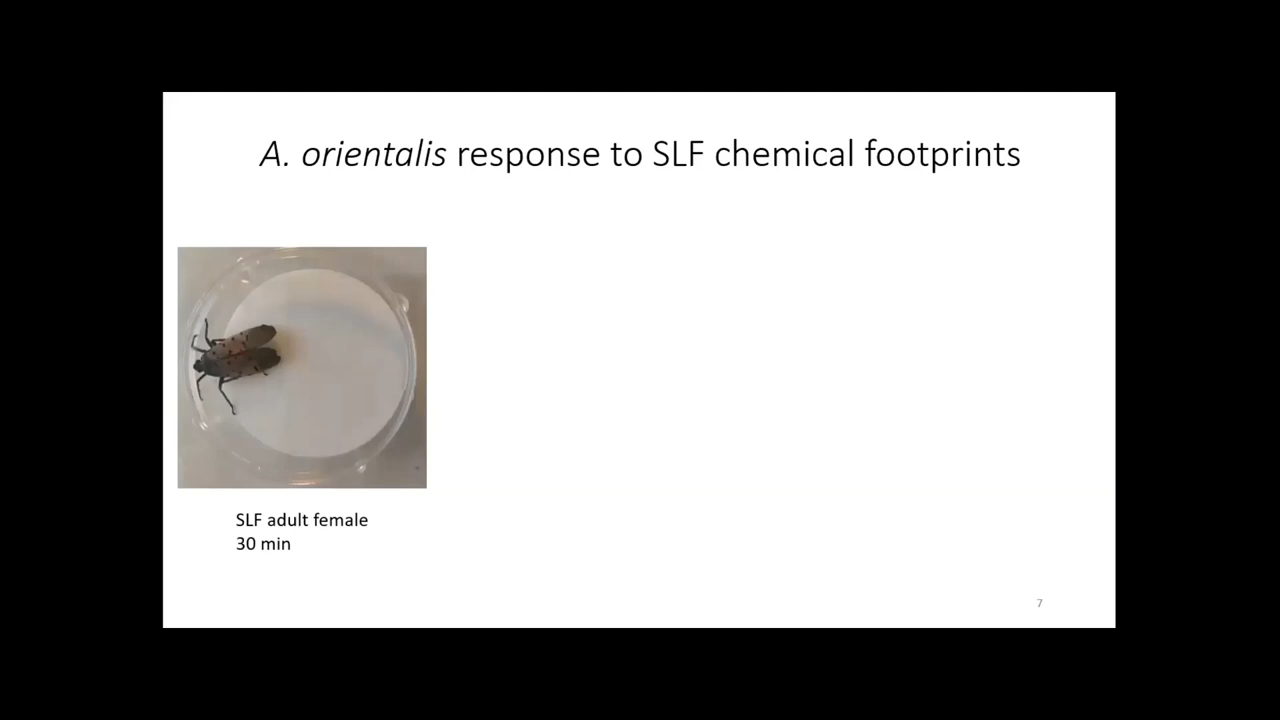 A. orientalis response to SLF chemical footprints
SLF adult female
30 min
7